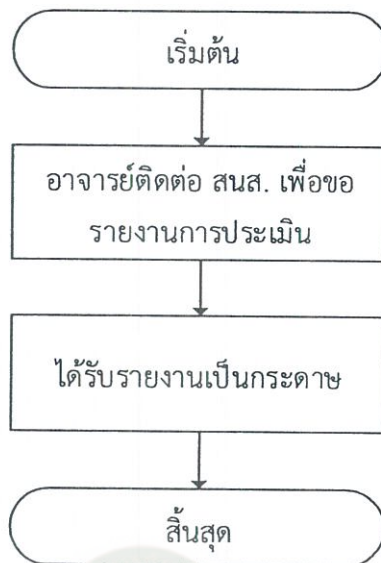 เริ่มต้น
อาจารย์ติดต่อ สนส. เพื่อขอ
รายงานการประเมิน
ได้รับรายงานเป็นกระดาษ
สิ้นสุด